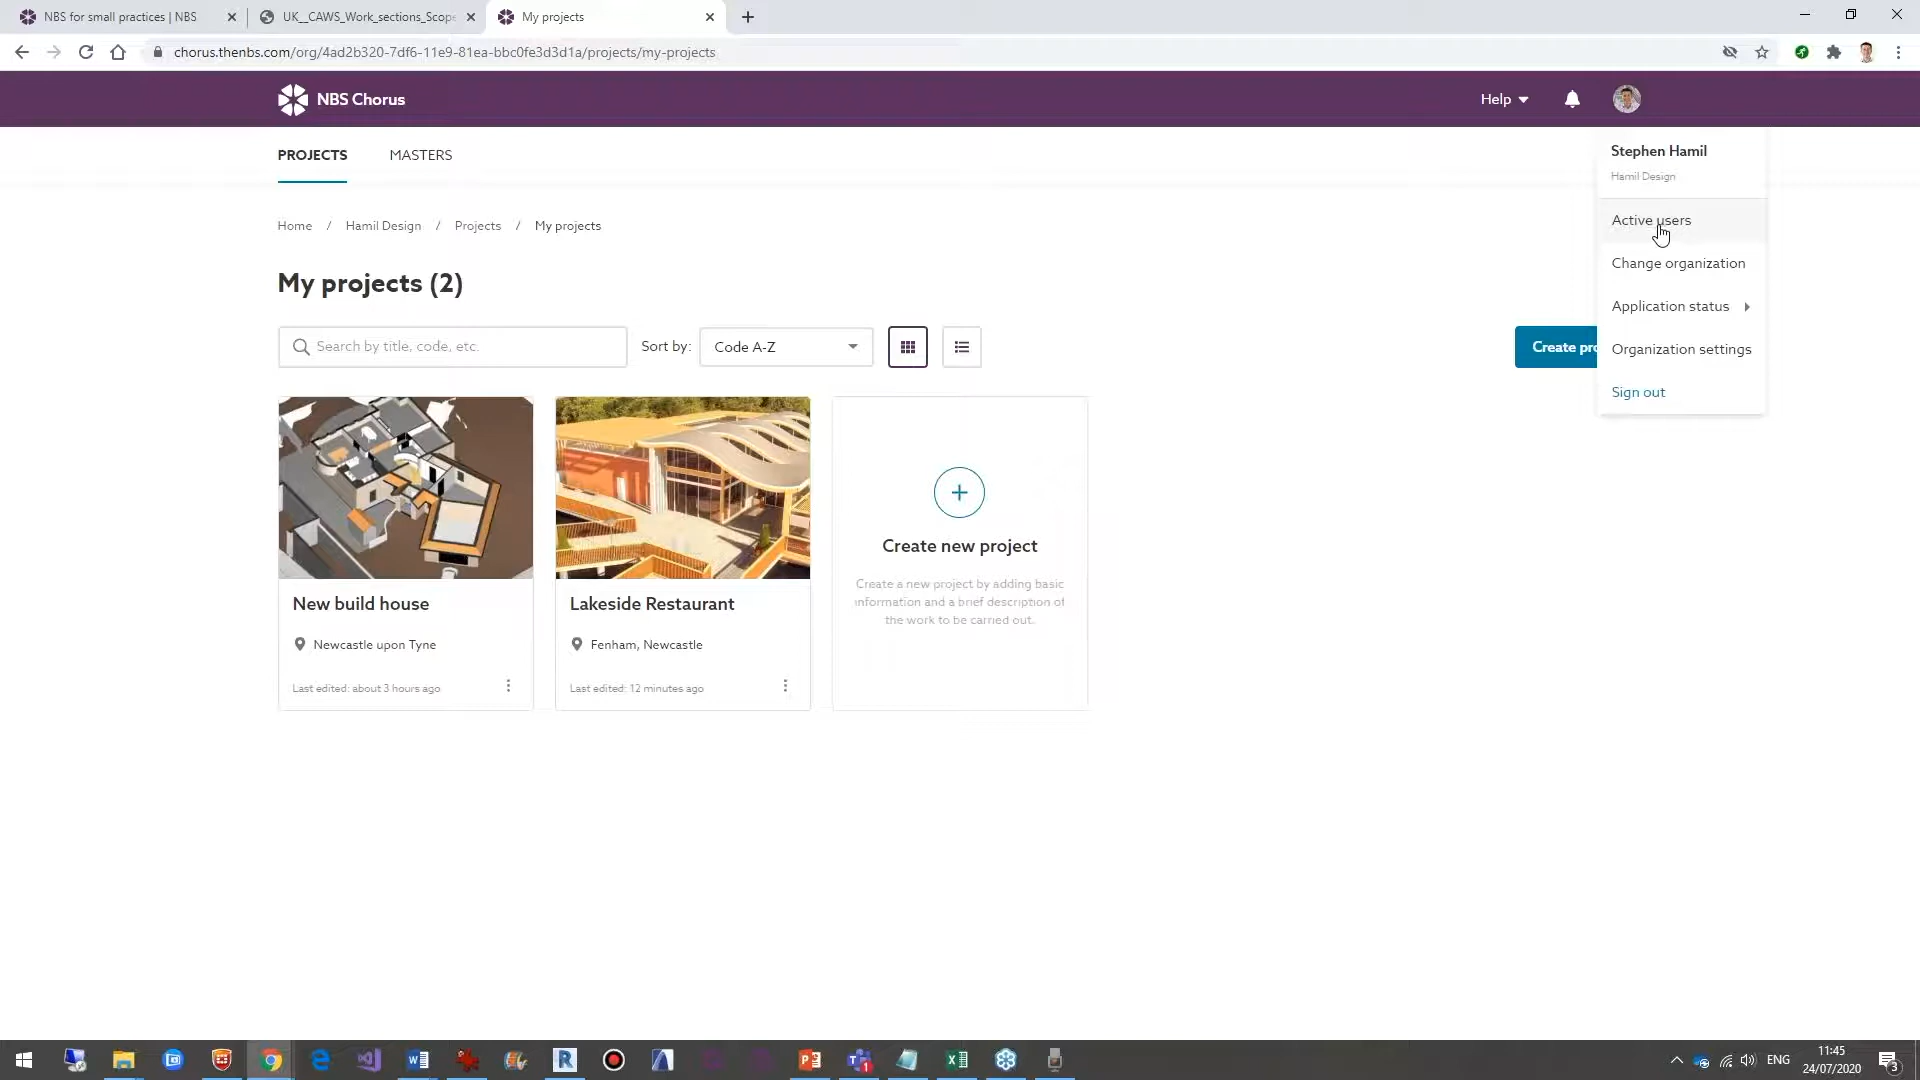 NBS for small practices | NBS
UK__CAWS_Work_sections_Scope
My projects
chorus.thenbs.com/org/4ad2b320-7df6-11e9-81ea-bbc0fe3d3d1a/projects/my-projects
NBS Chorus
Help
PROJECTS
MASTERS
Stephen Hamil
Hamil Design
Active users
Change organization
Application status
Organization settings
Sign out
Home / Hamil Design / Projects / My projects
My projects (2)
Search by title, code, etc.
Sort by:
Code A-Z
Create pro
New build house
Newcastle upon Tyne
Last edited: about 3 hours ago
Lakeside Restaurant
Fenham, Newcastle
Last edited: 12 minutes ago
Create new project
Create a new project by adding basic
information and a brief description of
the work to be carried out.
ENG
11:45
24/07/2020
3